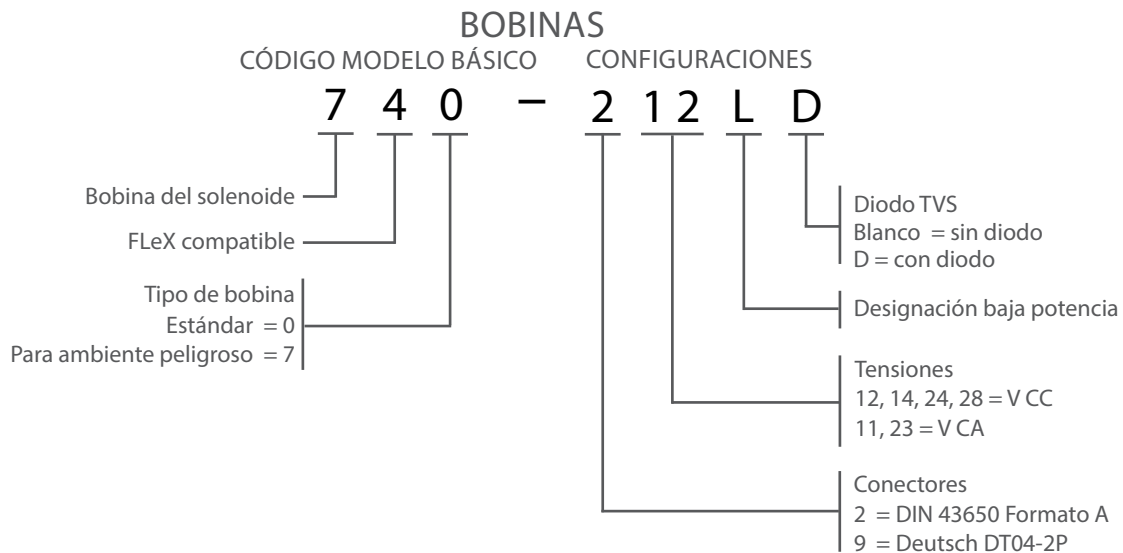 BOBINAS
CÓDIGO MODELO BÁSICO CONFIGURACIONES
7 4 0 – 2 1 2 L D
Bobina del solenoide
FLeX compatible
Tipo de bobina
Estándar = 0
Para ambiente peligroso = 7
Diodo TVS
Blanco = sin diodo
D = con diodo
Designación baja potencia
Tensiones
12, 14, 24, 28 = V CC
11, 23 = V CA
Conectores
2 = DIN 43650 Formato A
9 = Deutsch DT04-2P